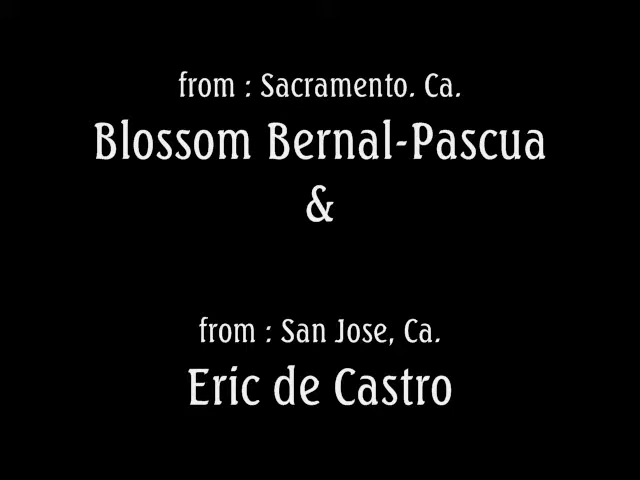 from : Sacramento. Ca.
Blossom Bernal-Pascua
&
from : San Jose, Ca.
Eric de Castro